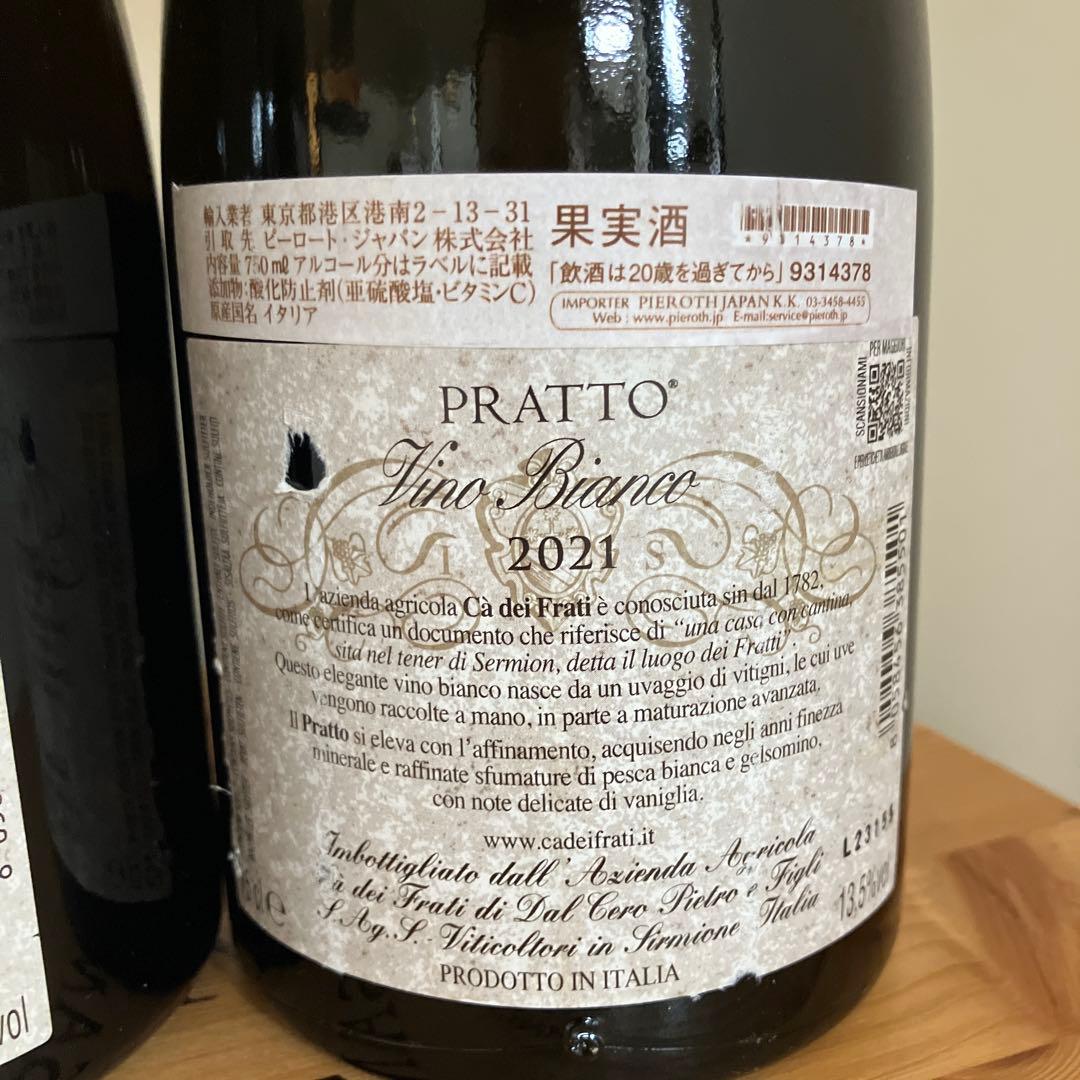 輸入業者 東京都港区港南2-13-31
引取先 ピーロート・ジャパン株式会社
内容量 750mℓ アルコール分はラベルに記載
添加物:酸化防止剤(亜硫酸塩・ビタミンC)
原産国名 イタリア
果実酒
*9314378*
「飲酒は20歳を過ぎてから」9314378
IMPORTER PIEROTH JAPAN K.K. 03-3458-4455
Web : www.pieroth.jp E-mail:service@pieroth.jp
SCANSIONAMI
PER MAGGIORI
INFORMAZIONI
PRATTO®
Vino Bianco
2021
L'azienda agricola Cà dei Frati è conosciuta sin dal 1782,
come certifica un documento che riferisce di "una casa con cantina,
sita nel tener di Sermion, detta il luogo dei Fratti".
Questo elegante vino bianco nasce da un uvaggio di vitigni, le cui uve
vengono raccolte a mano, in parte a maturazione avanzata.
Il Pratto si eleva con l'affinamento, acquisendo negli anni finezza
minerale e raffinate sfumature di pesca bianca e gelsomino,
con note delicate di vaniglia.
www.cadeifrati.it
Imbottigliato dall'Azienda Agricola
Cà dei Frati di Dal Cero Pietro e Figli
S.Ag.S. Viticoltori in Sirmione Italia
PRODOTTO IN ITALIA
13,5%vol
vol